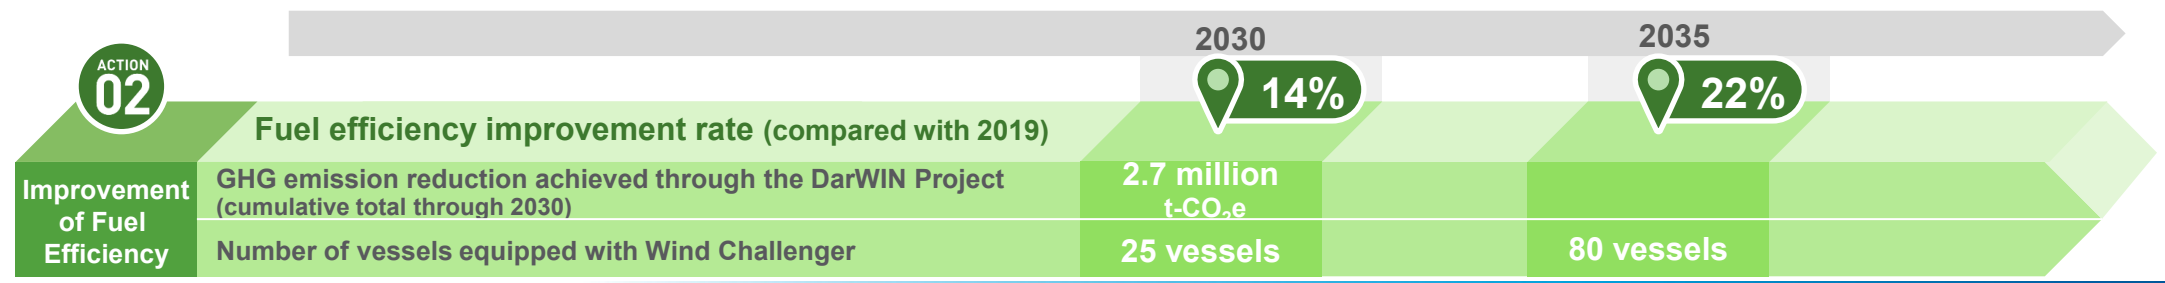 2030
2035
ACTION
02
14%
22%
Fuel efficiency improvement rate (compared with 2019)
Improvement
of Fuel
Efficiency
GHG emission reduction achieved through the DarWIN Project
(cumulative total through 2030)
2.7 million
t-CO₂e
Number of vessels equipped with Wind Challenger
25 vessels
80 vessels